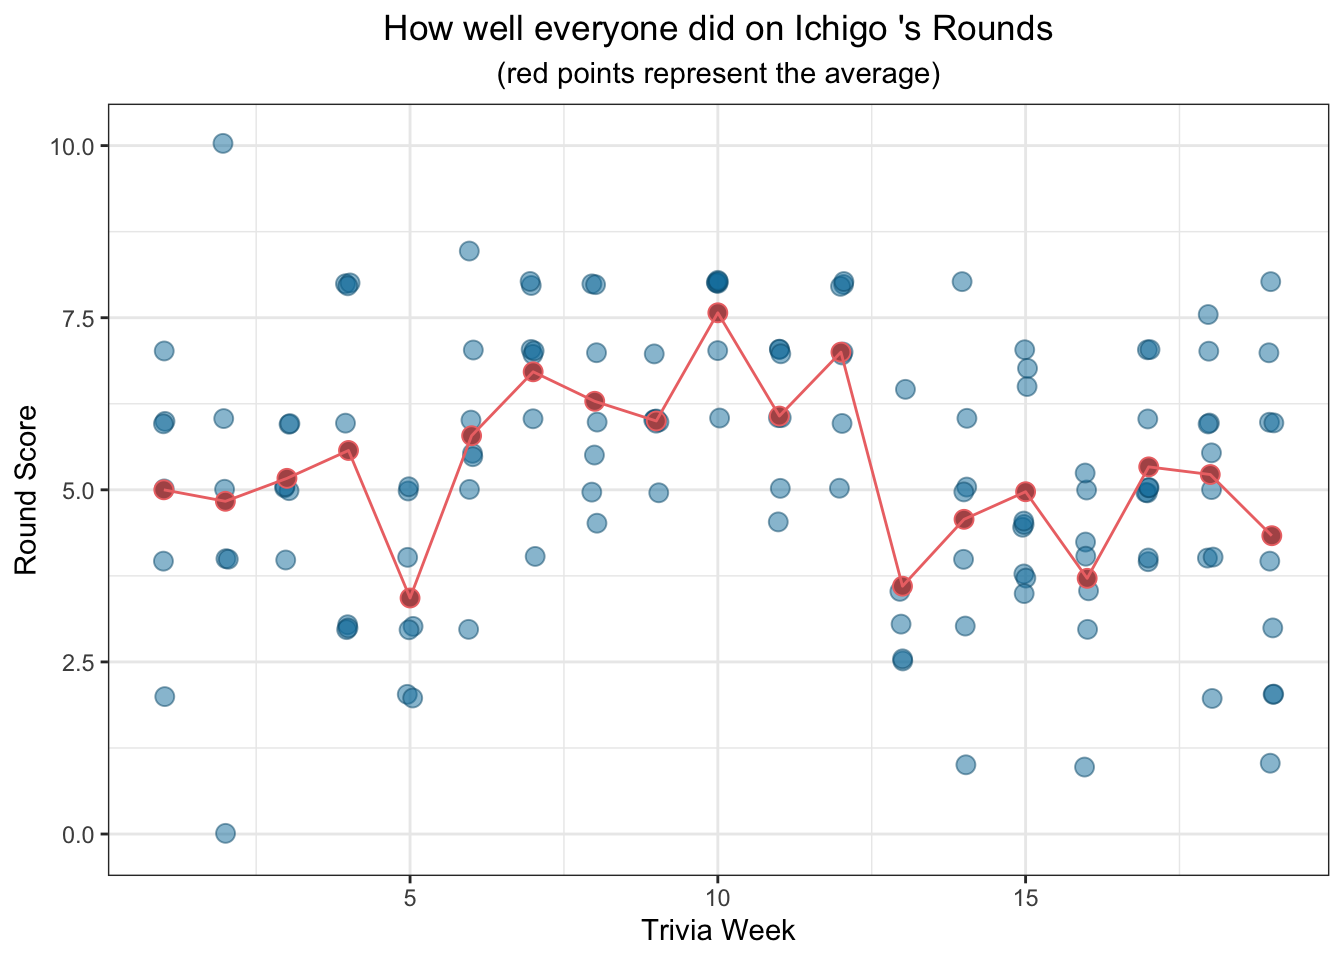 How well everyone did on Ichigo 's Rounds
(red points represent the average)
10.0
7.5
5.0
2.5
0.0
Round Score
5
10
15
Trivia Week